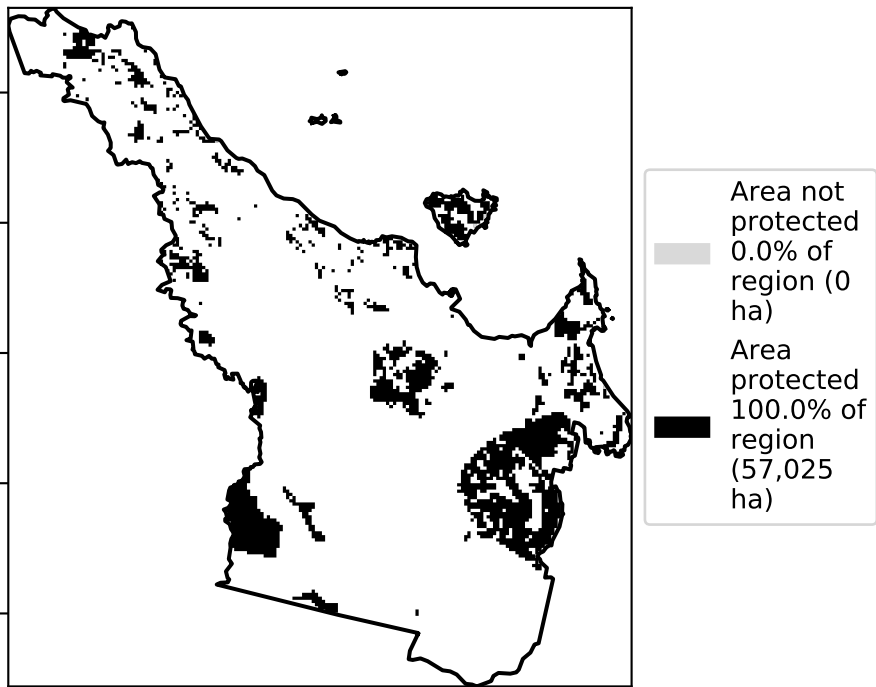 Area not
protected
0.0% of
region (0
ha)
Area
protected
100.0% of
region
(57,025
ha)